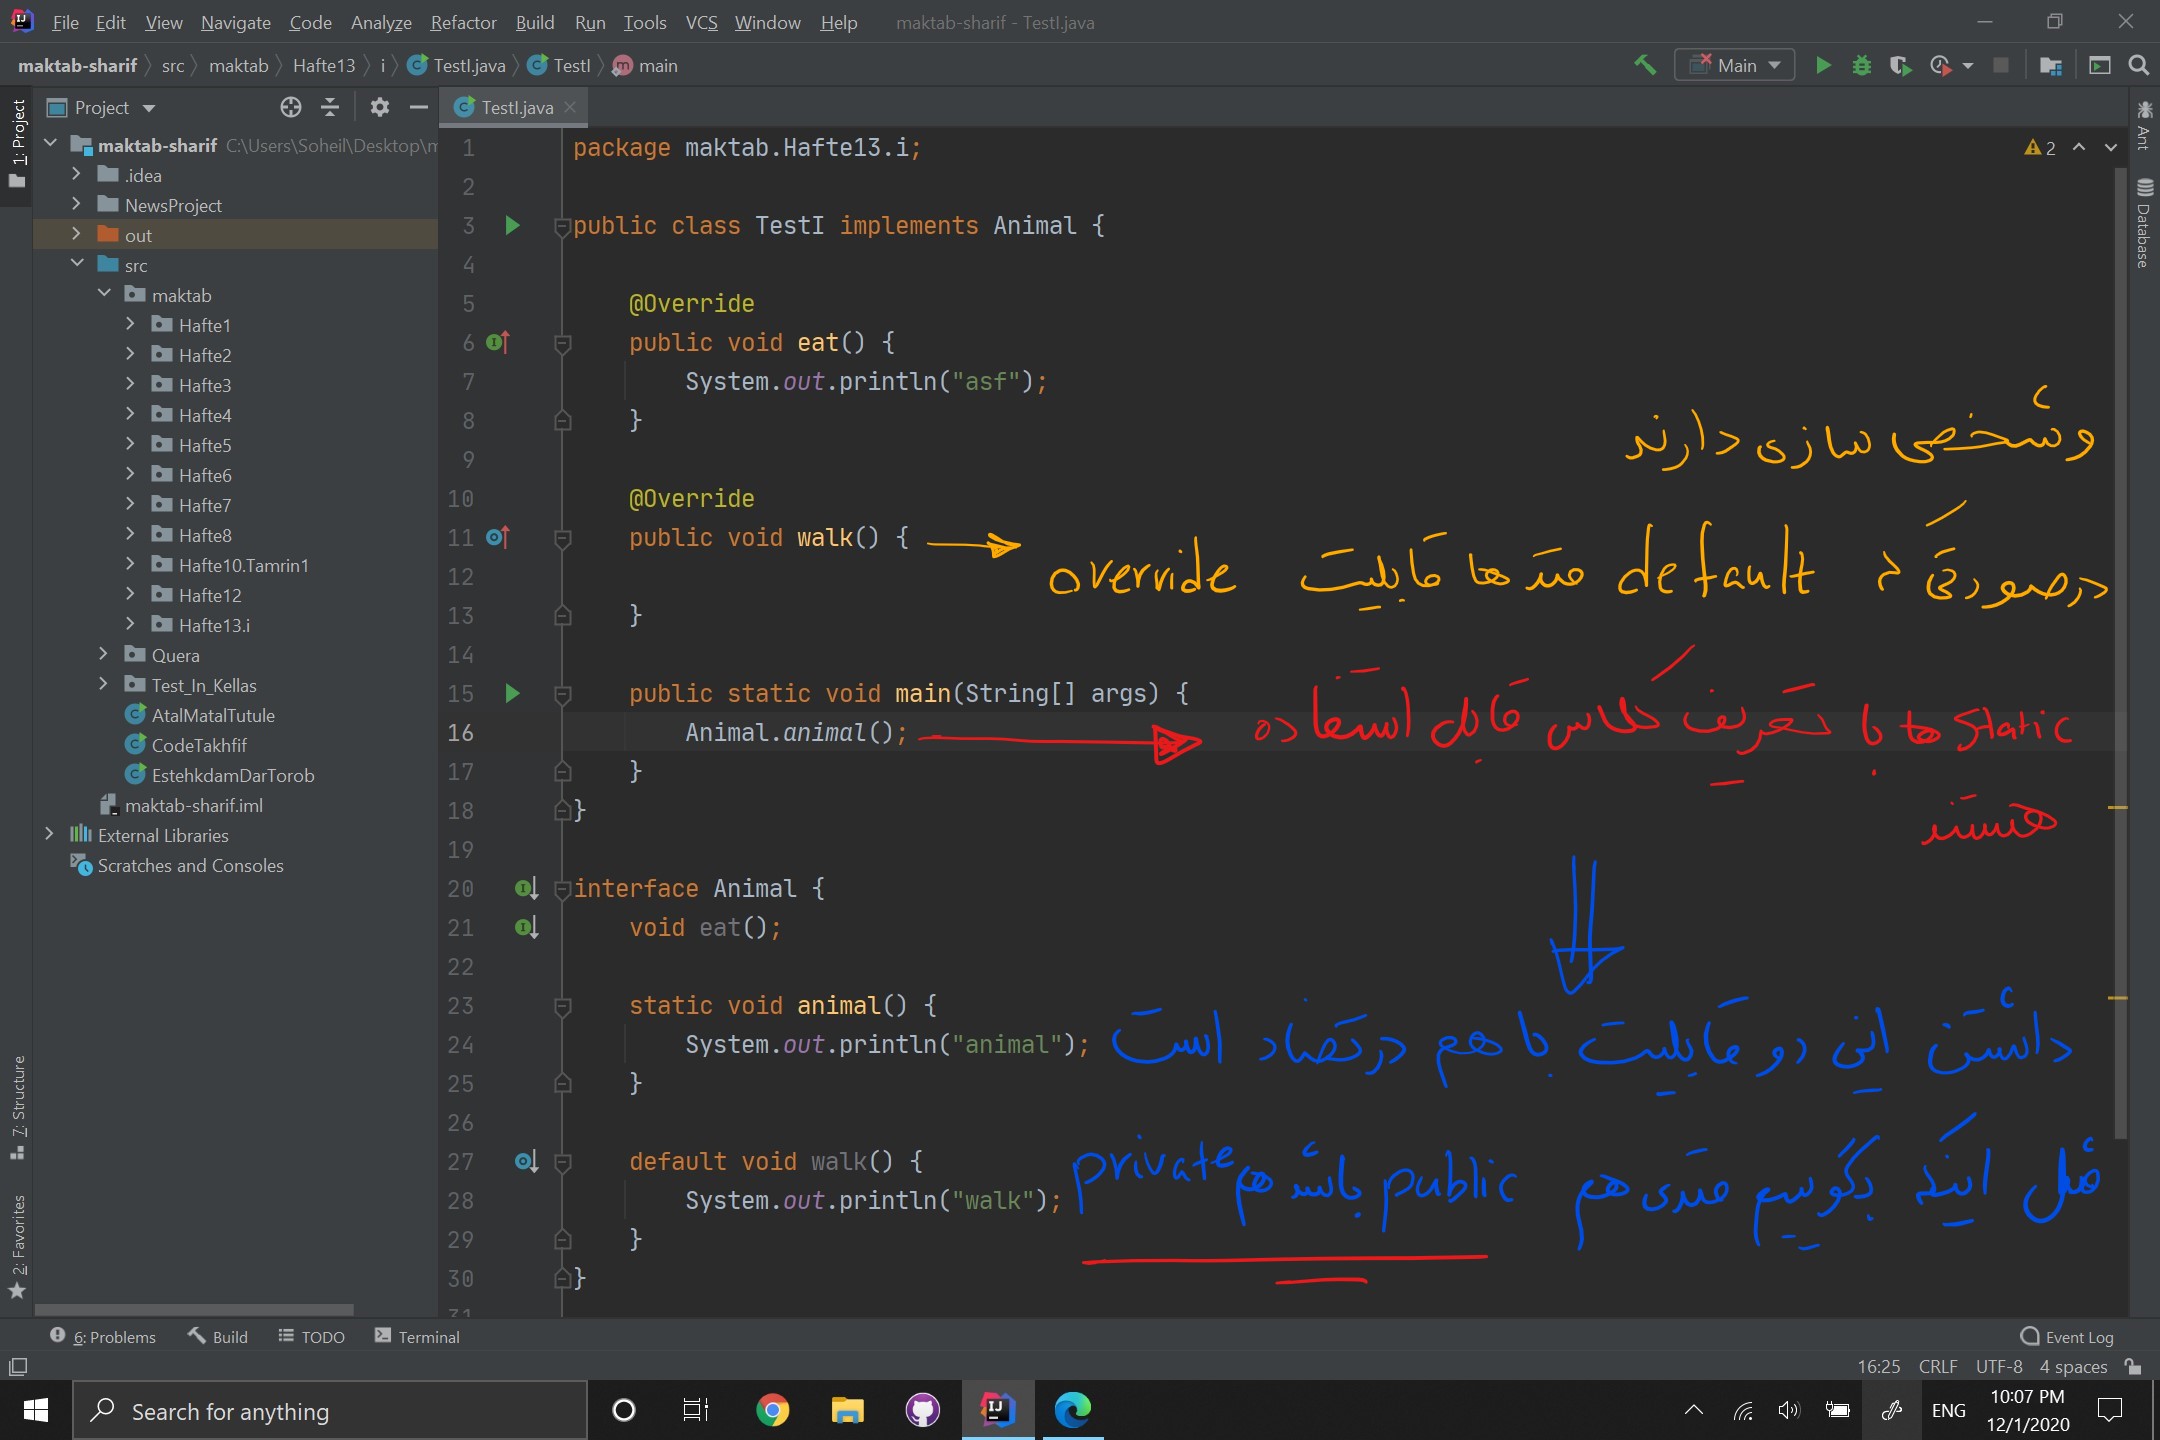 File Edit View Navigate Code Analyze Refactor Build Run Tools VCS Window Help maktab-sharif - TestI.java
maktab-sharif src maktab Hafte13 i TestI.java TestI main
Main
1: Project
Project
TestI.java
maktab-sharif C:\Users\Soheil\Desktop\m
.idea
NewsProject
out
src
maktab
Hafte1
Hafte2
Hafte3
Hafte4
Hafte5
Hafte6
Hafte7
Hafte8
Hafte10.Tamrin1
Hafte12
Hafte13.i
Quera
Test_In_Kellas
AtalMatalTutule
CodeTakhfif
EstehkdamDarTorob
maktab-sharif.iml
External Libraries
Scratches and Consoles
7: Structure
2: Favorites
2
Ant
Database
1 package maktab.Hafte13.i;
2
3 public class TestI implements Animal {
4
5 @Override
6 public void eat() {
7 System.out.println("asf");
8 }
9
10 @Override
11 public void walk() {
12
13 }
14
15 public static void main(String[] args) {
16 Animal.animal();
17 }
18 }
19
20 interface Animal {
21 void eat();
22
23 static void animal() {
24 System.out.println("animal");
25 }
26
27 default void walk() {
28 System.out.println("walk");
29 }
30 }
31
در صورتی که default متد ها قابلیت override
و شخصی سازی دارند
static ها با تعریف کلاس قابل استفاده
هستند
داشتن این دو قابلیت با هم در تضاد است
مثل اینکه بگوییم متدی هم public باشد هم private
6: Problems Build TODO Terminal Event Log
16:25 CRLF UTF-8 4 spaces
Search for anything
ENG
10:07 PM
12/1/2020